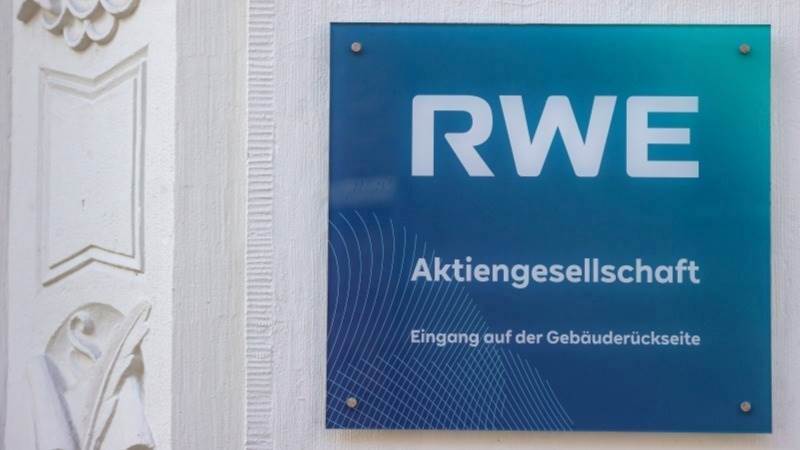 RWE
Aktiengesellschaft
Eingang auf der Gebäuderückseite